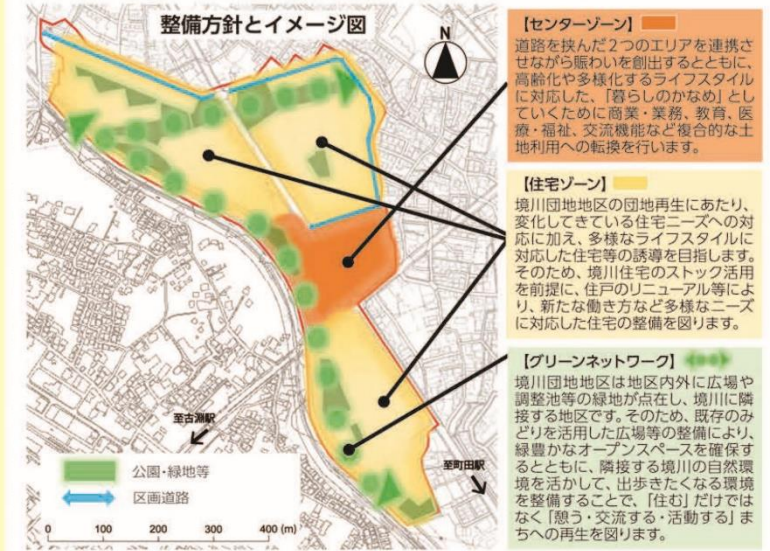 整備方針とイメージ図
N
【センターゾーン】
道路を挟んだ2つのエリアを連携さ
せながら賑わいを創出するとともに、
高齢化や多様化するライフスタイル
に対応した、「暮らしのかなめ」とし
ていくために商業・業務、教育、医
療・福祉、交流機能など複合的な土
地利用への転換を行います。
【住宅ゾーン】
境川団地地区の団地再生にあたり、
変化してきている住宅ニーズへの対
応に加え、多様なライフスタイルに
対応した住宅等の誘導を目指します。
そのため、境川住宅のストック活用
を前提に、住戸のリニューアル等によ
り、新たな働き方など多様なニーズ
に対応した住宅の整備を図ります。
【グリーンネットワーク】
境川団地地区は地区内外に広場や
調整池等の緑地が点在し、境川に隣
接する地区です。そのため、既存のみ
どりを活用した広場等の整備により、
緑豊かなオープンスペースを確保す
るとともに、隣接する境川の自然環
境を活かして、出歩きたくなる環境
を整備することで、「住む」だけでは
なく「憩う・交流する・活動する」ま
ちへの再生を図ります。
至古淵駅
至町田駅
公園・緑地等
区画道路
0 100 200 300 400 (m)